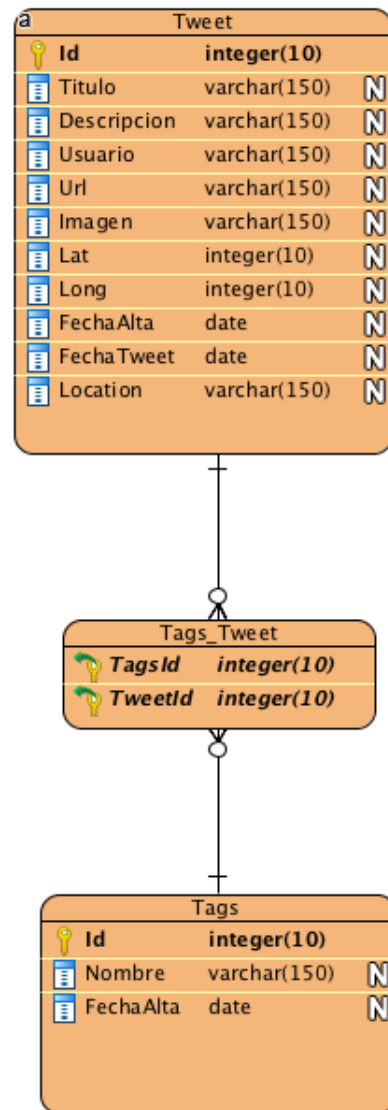 a
Tweet
Id integer(10)
Titulo varchar(150) N
Descripcion varchar(150) N
Usuario varchar(150) N
Url varchar(150) N
Imagen varchar(150) N
Lat integer(10) N
Long integer(10) N
FechaAlta date N
FechaTweet date N
Location varchar(150) N
Tags_Tweet
TagsId integer(10)
TweetId integer(10)
Tags
Id integer(10)
Nombre varchar(150) N
FechaAlta date N